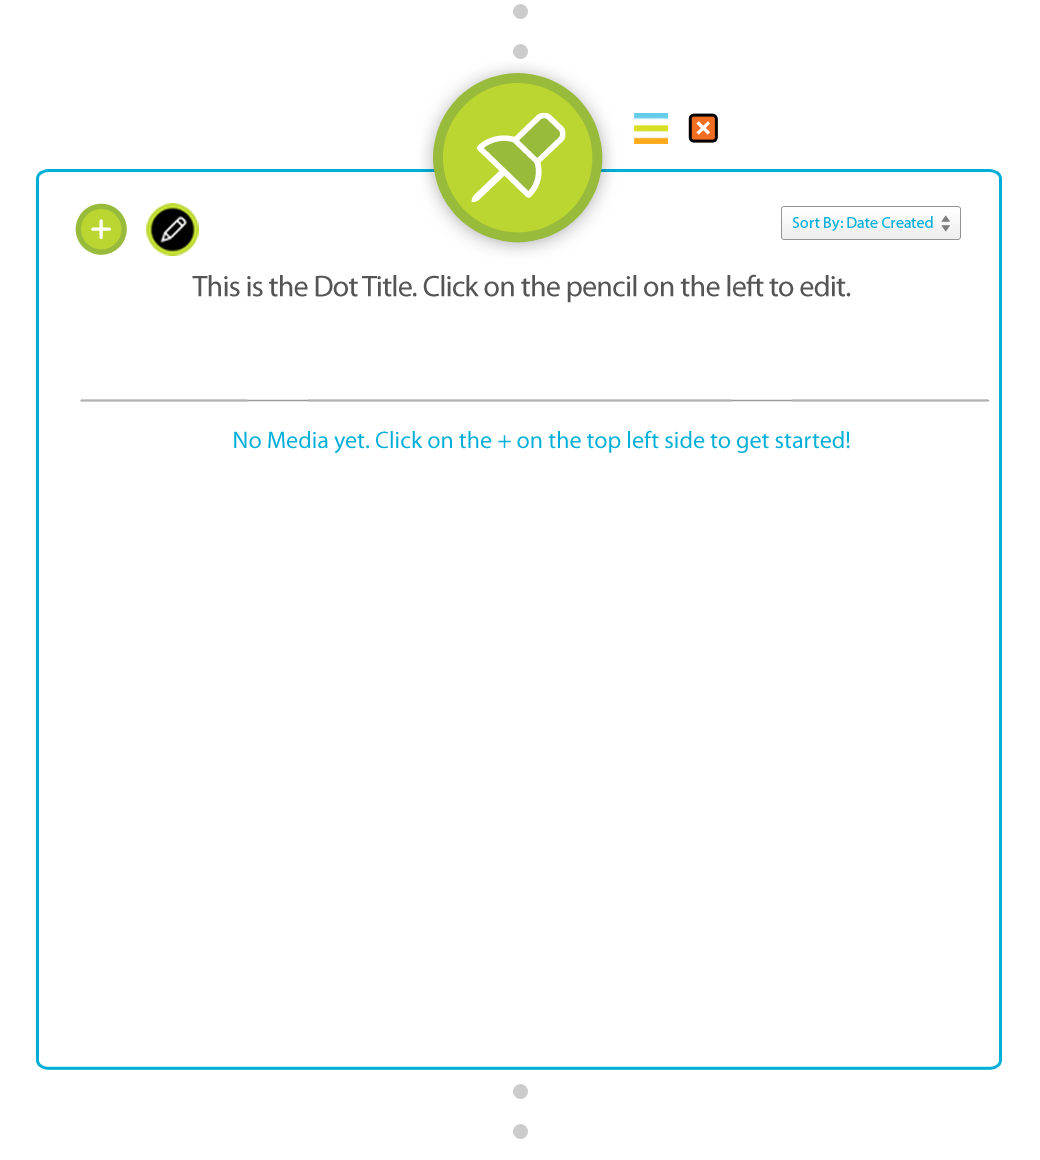 Sort By: Date Created
This is the Dot Title. Click on the pencil on the left to edit.
No Media yet. Click on the + on the top left side to get started!